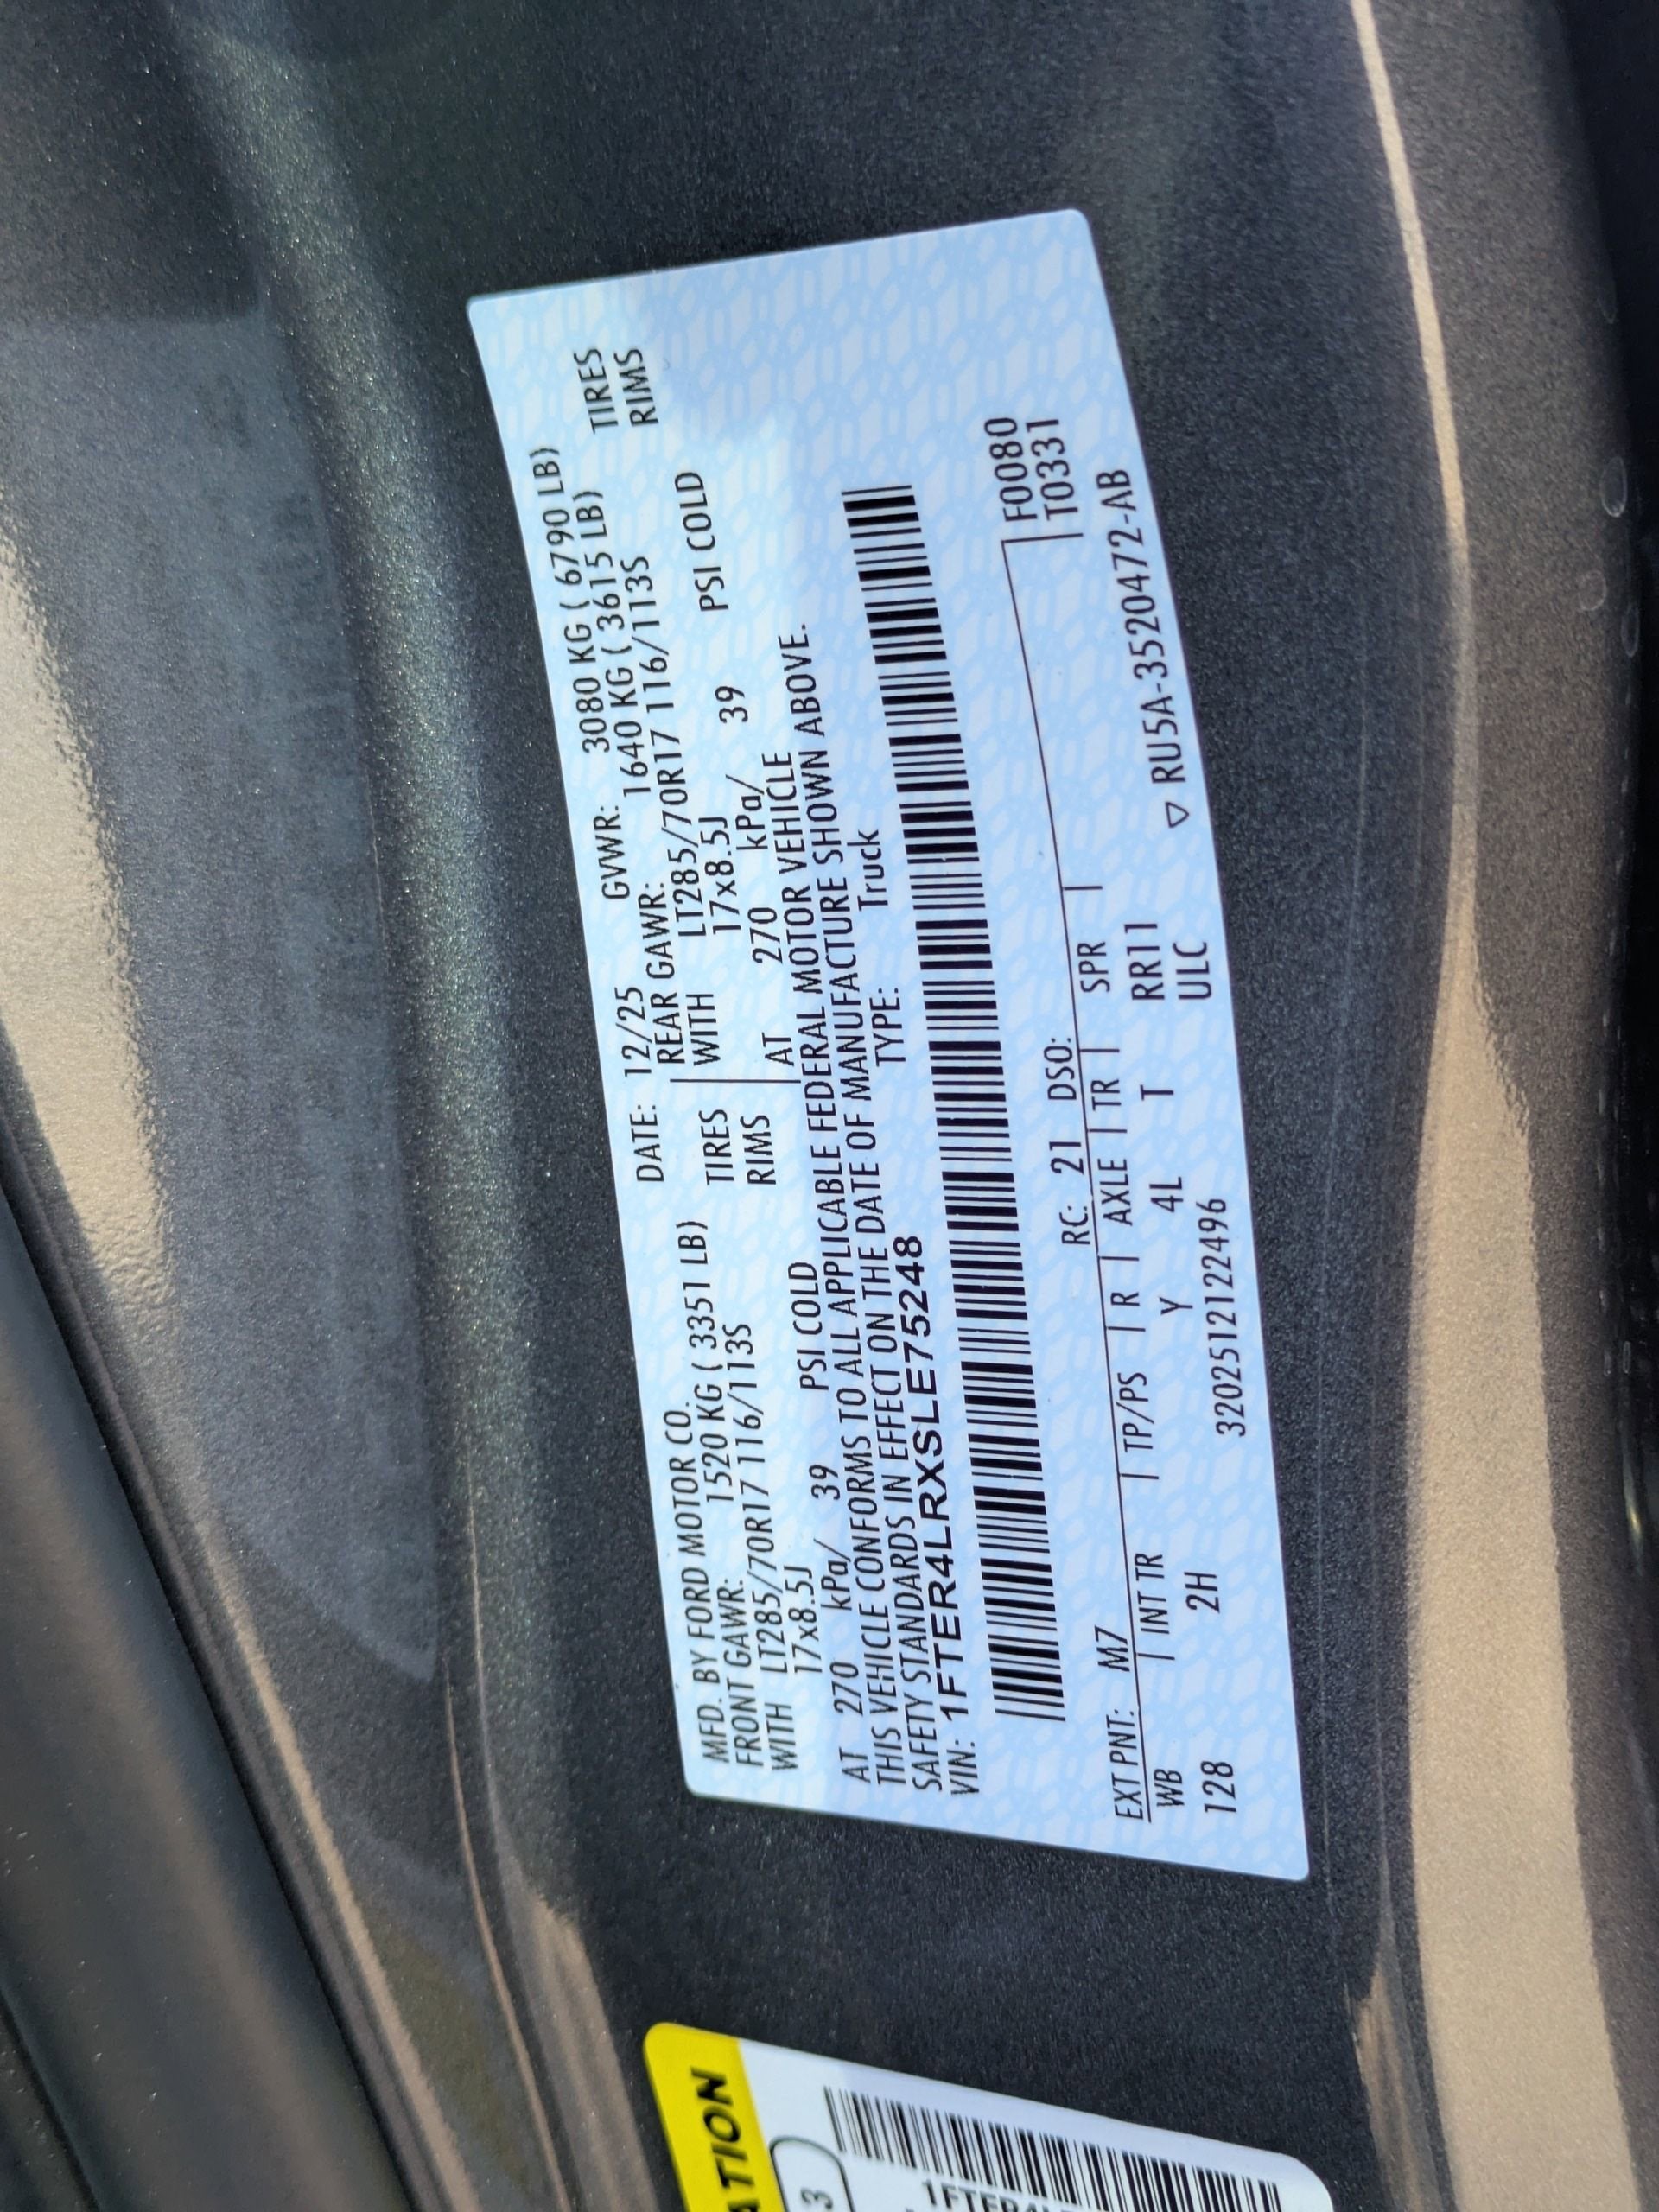 MFD. BY FORD MOTOR CO. DATE: 12/25 GVWR: 3080 KG ( 6790 LB)
FRONT GAWR: 1520 KG ( 3351 LB) REAR GAWR: 1640 KG ( 3615 LB)
WITH LT285/70R17 116/113S TIRES WITH LT285/70R17 116/113S TIRES
17x8.5J RIMS 17x8.5J RIMS
AT 270 kPa/ 39 PSI COLD AT 270 kPa/ 39 PSI COLD
THIS VEHICLE CONFORMS TO ALL APPLICABLE FEDERAL MOTOR VEHICLE
SAFETY STANDARDS IN EFFECT ON THE DATE OF MANUFACTURE SHOWN ABOVE.
VIN: 1FTER4LRXSLE75248 TYPE: Truck
EXT PNT: M7 RC: 21 DSO: F0080
WB INT TR TP/PS R AXLE TR SPR T0331
128 2H Y 4L T RR11
3202512122496 ULC ▽ RU5A-3520472-AB
ATION
3